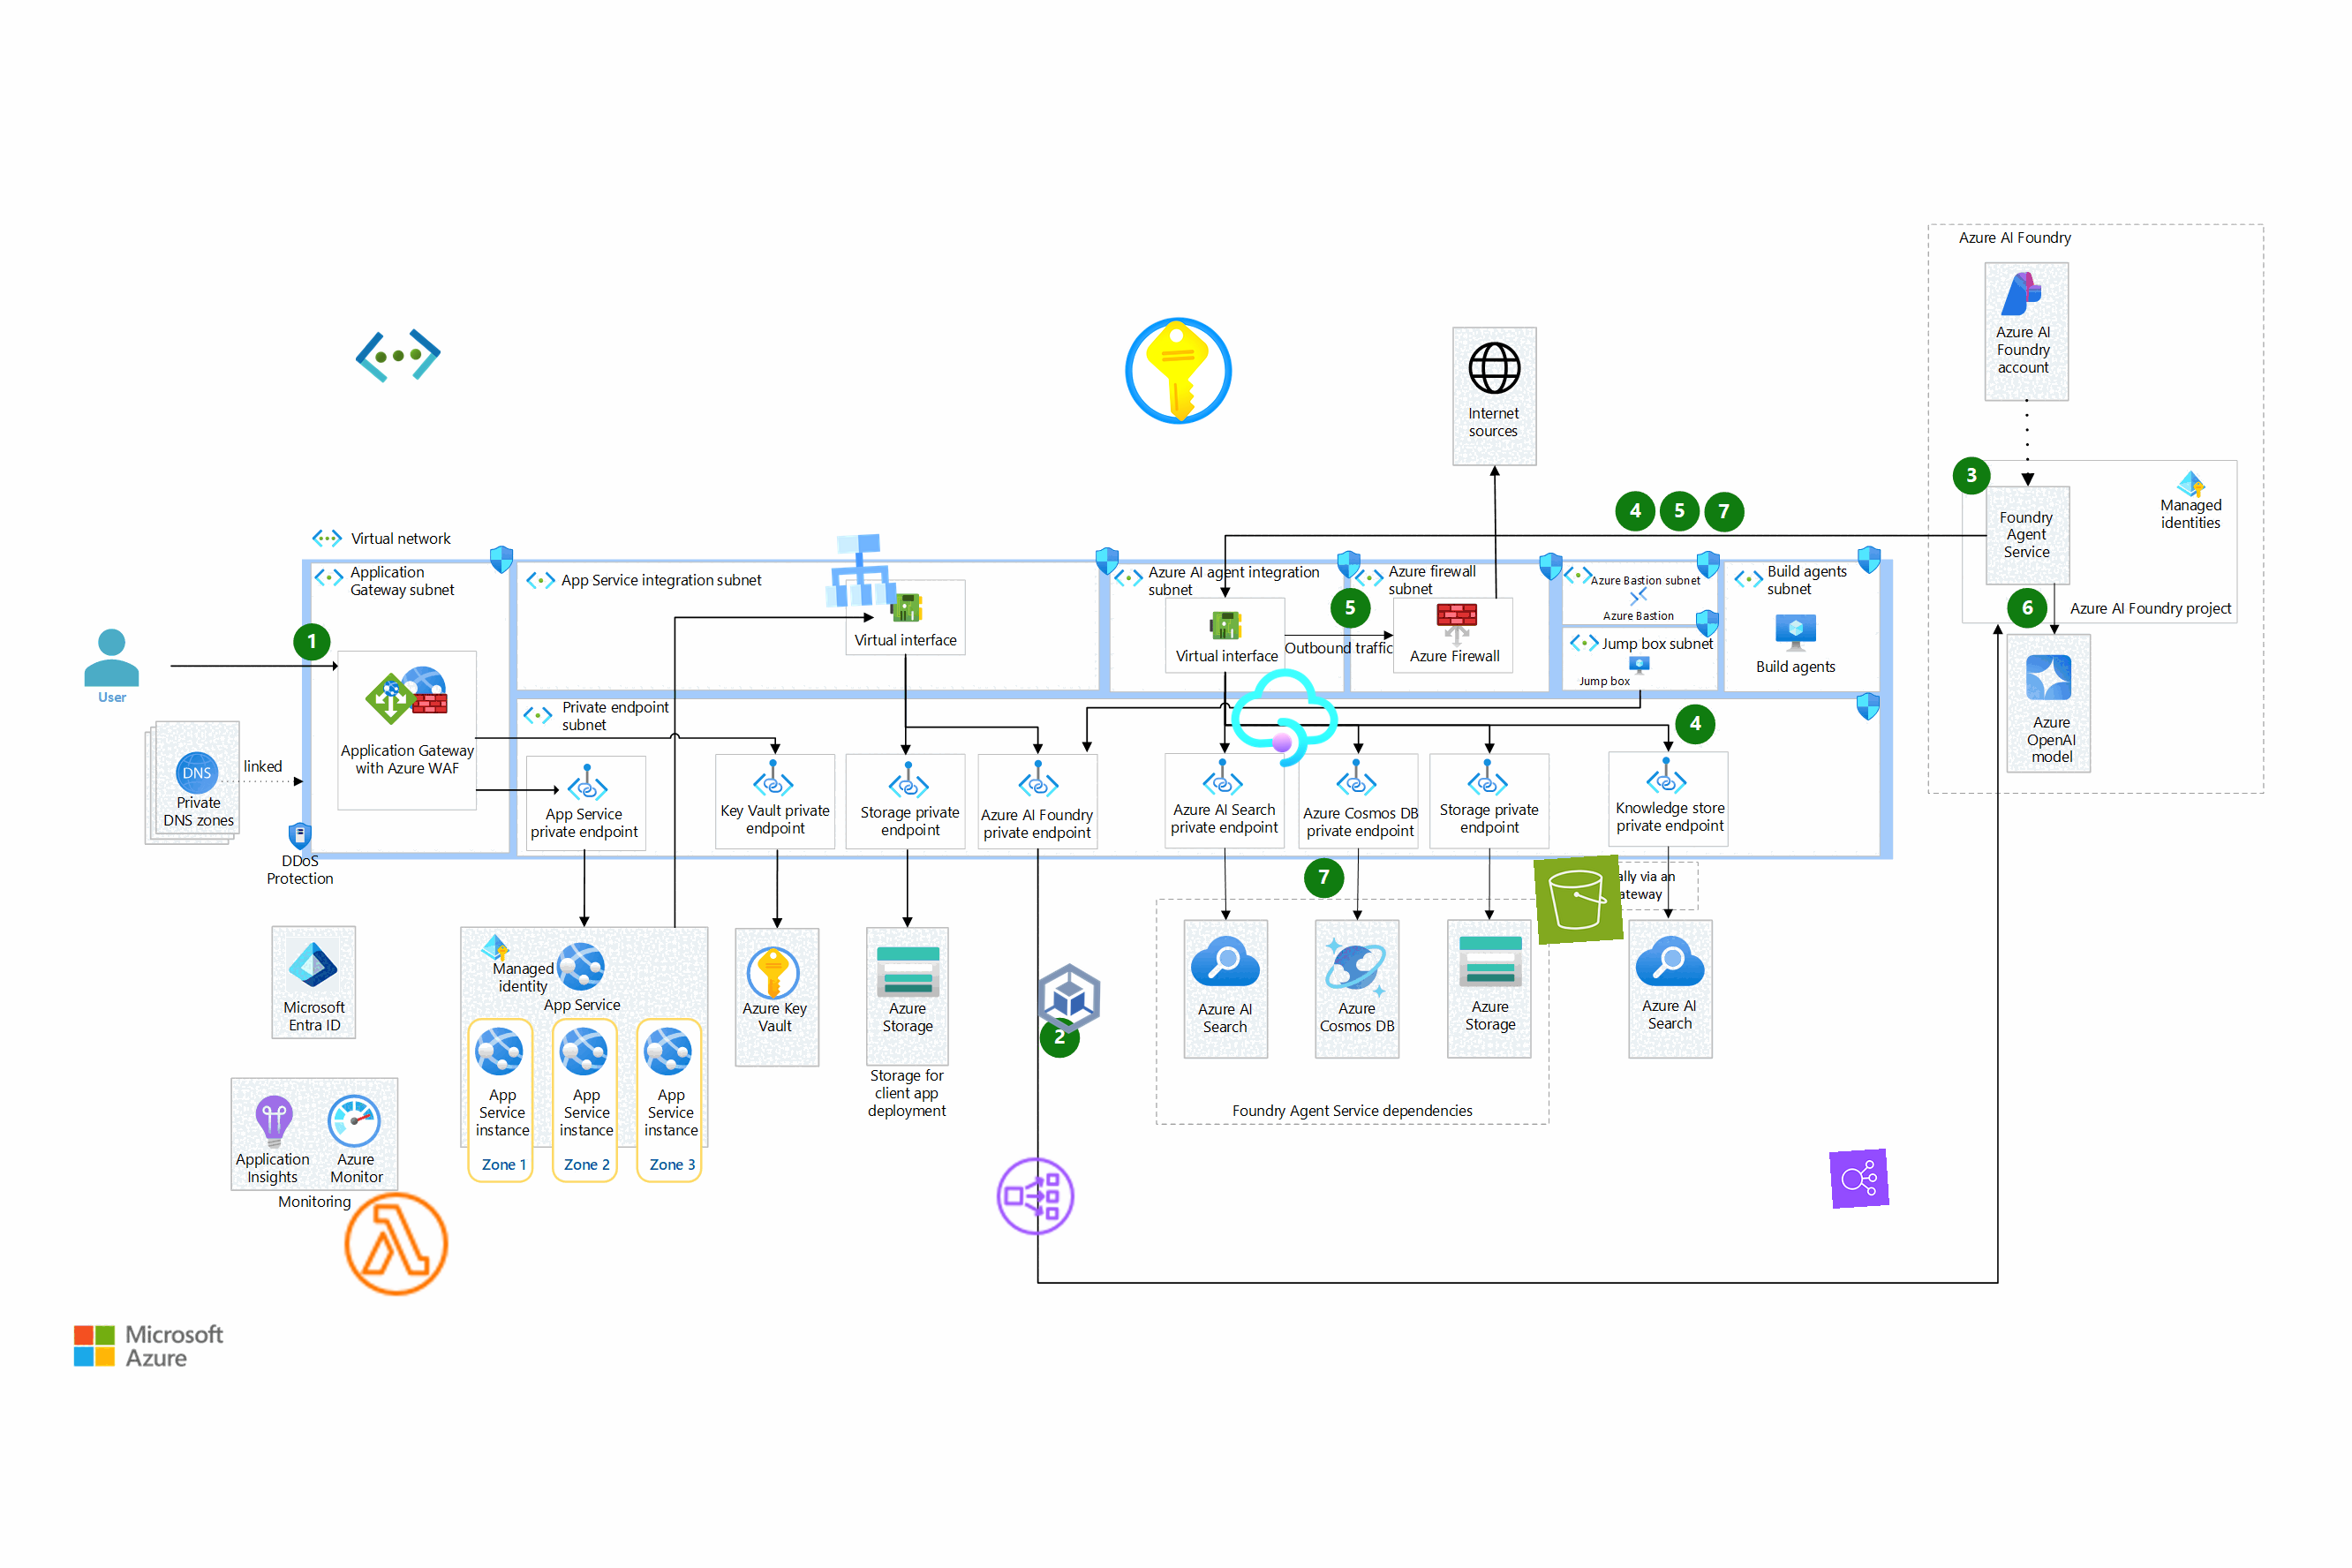 Azure AI Foundry
Azure AI
Foundry
account
Internet
sources
3
Managed
identities
Foundry
Agent
Service
4
5
7
Virtual network
Application
Gateway subnet
App Service integration subnet
Azure AI agent integration
subnet
Azure firewall
subnet
Azure Bastion subnet
Azure Bastion
Build agents
subnet
5
6
Azure AI Foundry project
1
Virtual interface
Virtual interface
Outbound traffic
Azure Firewall
Jump box subnet
Jump box
Build agents
User
Private endpoint
subnet
4
Azure
OpenAI
model
Application Gateway
with Azure WAF
linked
DNS
Private
DNS zones
App Service
private endpoint
Key Vault private
endpoint
Storage private
endpoint
Azure AI Foundry
private endpoint
Azure AI Search
private endpoint
Azure Cosmos DB
private endpoint
Storage private
endpoint
Knowledge store
private endpoint
DDoS
Protection
7
via an
Microsoft
Entra ID
Managed
identity
App Service
Azure Key
Vault
Azure
Storage
2
Azure AI
Search
Azure
Cosmos DB
Azure
Storage
Azure AI
Search
Storage for
client app
deployment
App
Service
instance
App
Service
instance
App
Service
instance
Zone 1
Zone 2
Zone 3
Foundry Agent Service dependencies
Application
Insights
Azure
Monitor
Monitoring
Microsoft
Azure